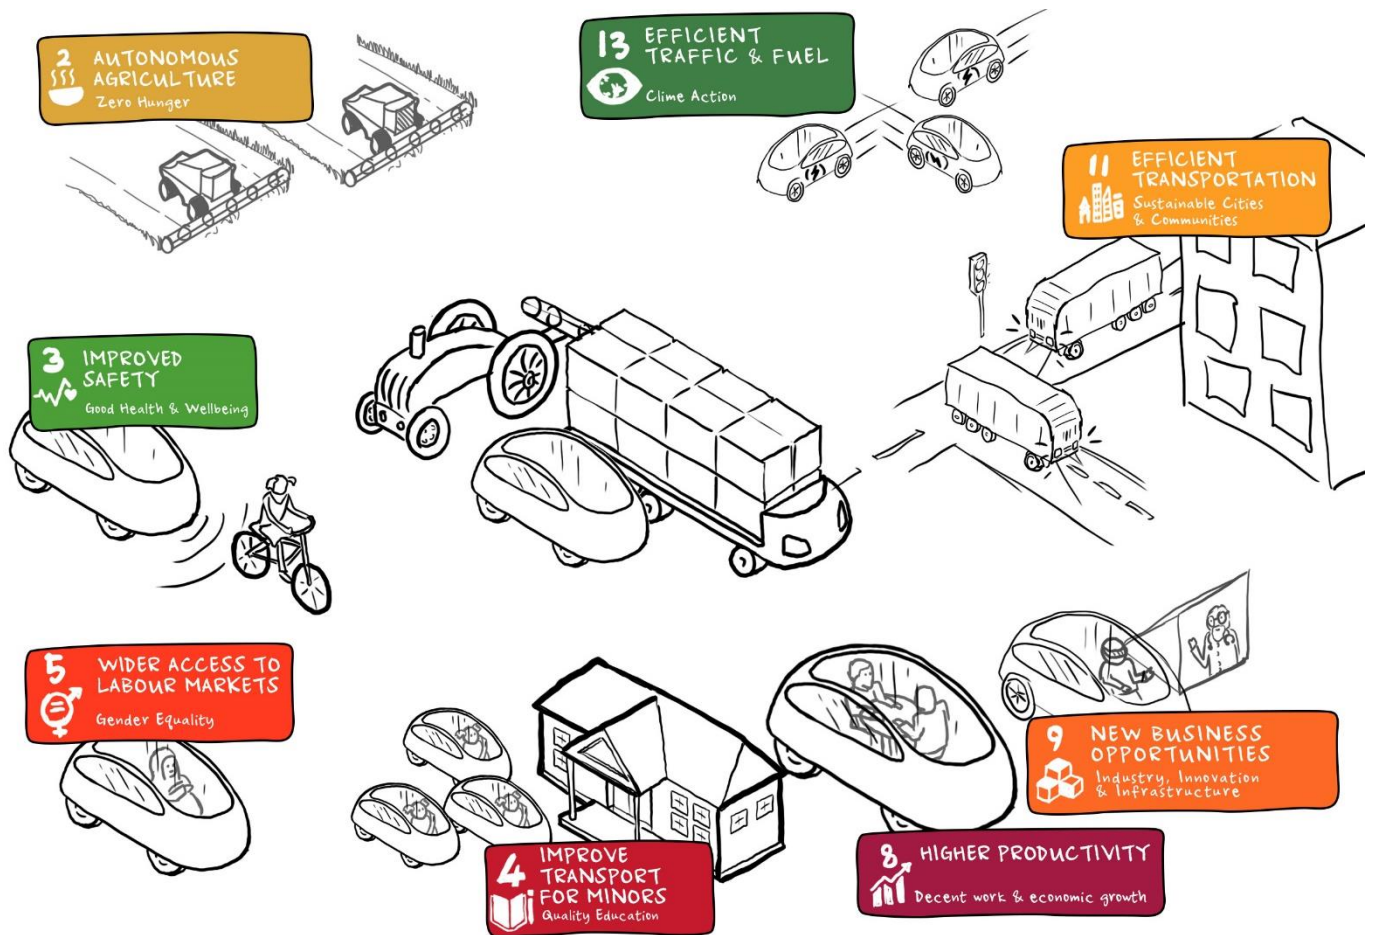 2 AUTONOMOUS
AGRICULTURE
Zero Hunger
13 EFFICIENT
TRAFFIC & FUEL
Clime Action
11 EFFICIENT
TRANSPORTATION
Sustainable Cities
& Communities
3 IMPROVED
SAFETY
Good Health & Wellbeing
5 WIDER ACCESS TO
LABOUR MARKETS
Gender Equality
4 IMPROVE
TRANSPORT
FOR MINORS
Quality Education
8 HIGHER PRODUCTIVITY
Decent work & economic growth
9 NEW BUSINESS
OPPORTUNITIES
Industry, Innovation
& Infrastructure